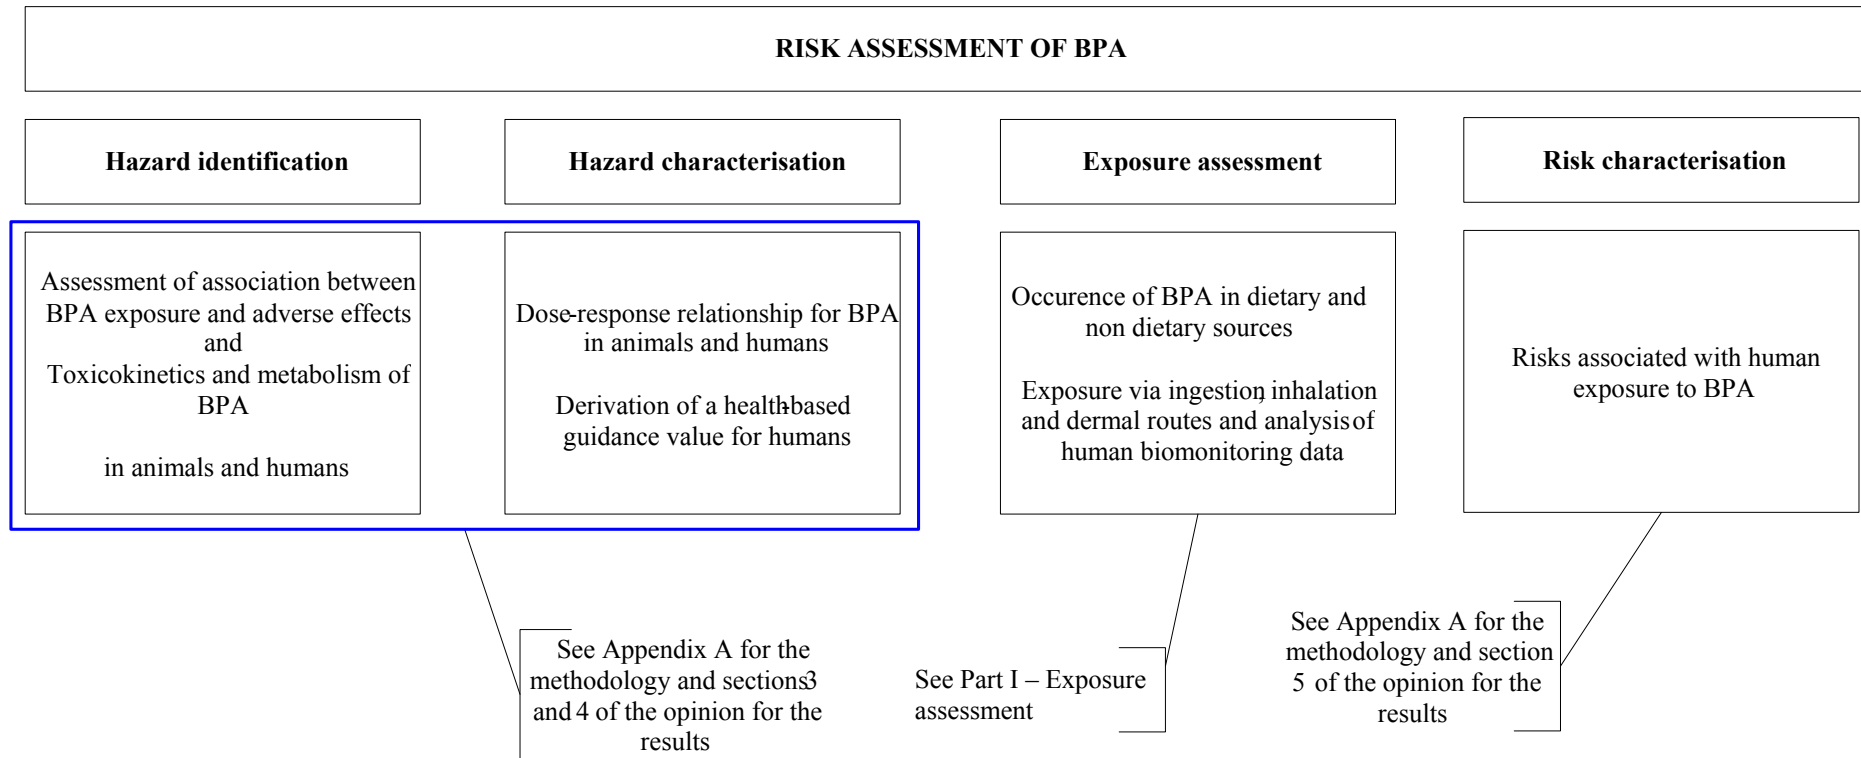 RISK ASSESSMENT OF BPA
Hazard identification
Hazard characterisation
Exposure assessment
Risk characterisation
Assessment of association between
BPA exposure and adverse effects
and
Toxicokinetics and metabolism of
BPA
in animals and humans
Dose-response relationship for BPA
in animals and humans
Derivation of a health-based
guidance value for humans
Occurence of BPA in dietary and
non dietary sources
Exposure via ingestion, inhalation
and dermal routes and analysis of
human biomonitoring data
Risks associated with human
exposure to BPA
See Appendix A for the
methodology and sections 3
and 4 of the opinion for the
results
See Part I – Exposure
assessment
See Appendix A for the
methodology and section
5 of the opinion for the
results